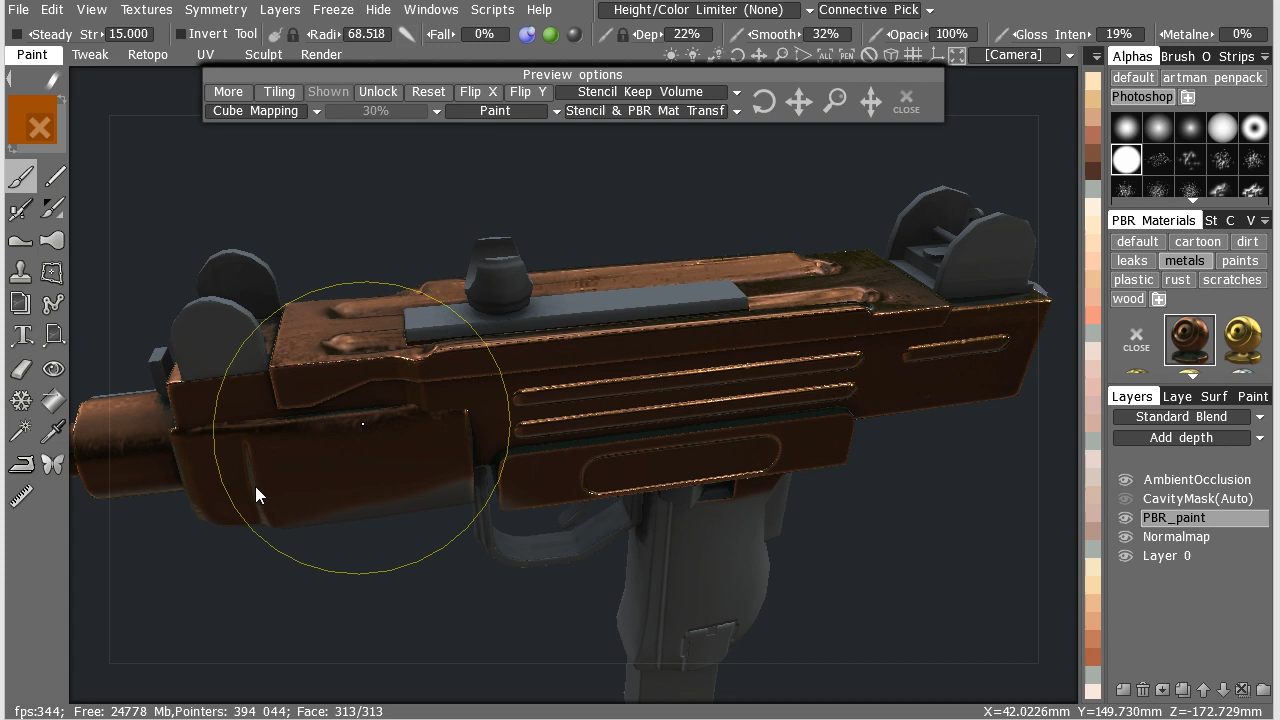 File Edit View Textures Symmetry Layers Freeze Hide Windows Scripts Help Height/Color Limiter (None) Connective Pick
Steady Str 15.000 Invert Tool Radi 68.518 Fall 0% Dep 22% Smooth 32% Opaci 100% Gloss Inten 19% Metalne 0%
Paint Tweak Retopo UV Sculpt Render ALL PEN [Camera] Alphas Brush O Strips
Preview options
More Tiling Shown Unlock Reset Flip X Flip Y Stencil Keep Volume
Cube Mapping 30% Paint Stencil & PBR Mat Transf CLOSE
default artman penpack
Photoshop
PBR Materials St C V
default cartoon dirt
leaks metals paints
plastic rust scratches
wood
CLOSE
Layers Laye Surf Paint
Standard Blend
Add depth
AmbientOcclusion
CavityMask(Auto)
PBR_paint
Normalmap
Layer 0
fps:344; Free: 24778 Mb,Pointers: 394 044; Face: 313/313 X=42.0226mm Y=149.730mm Z=-172.729mm